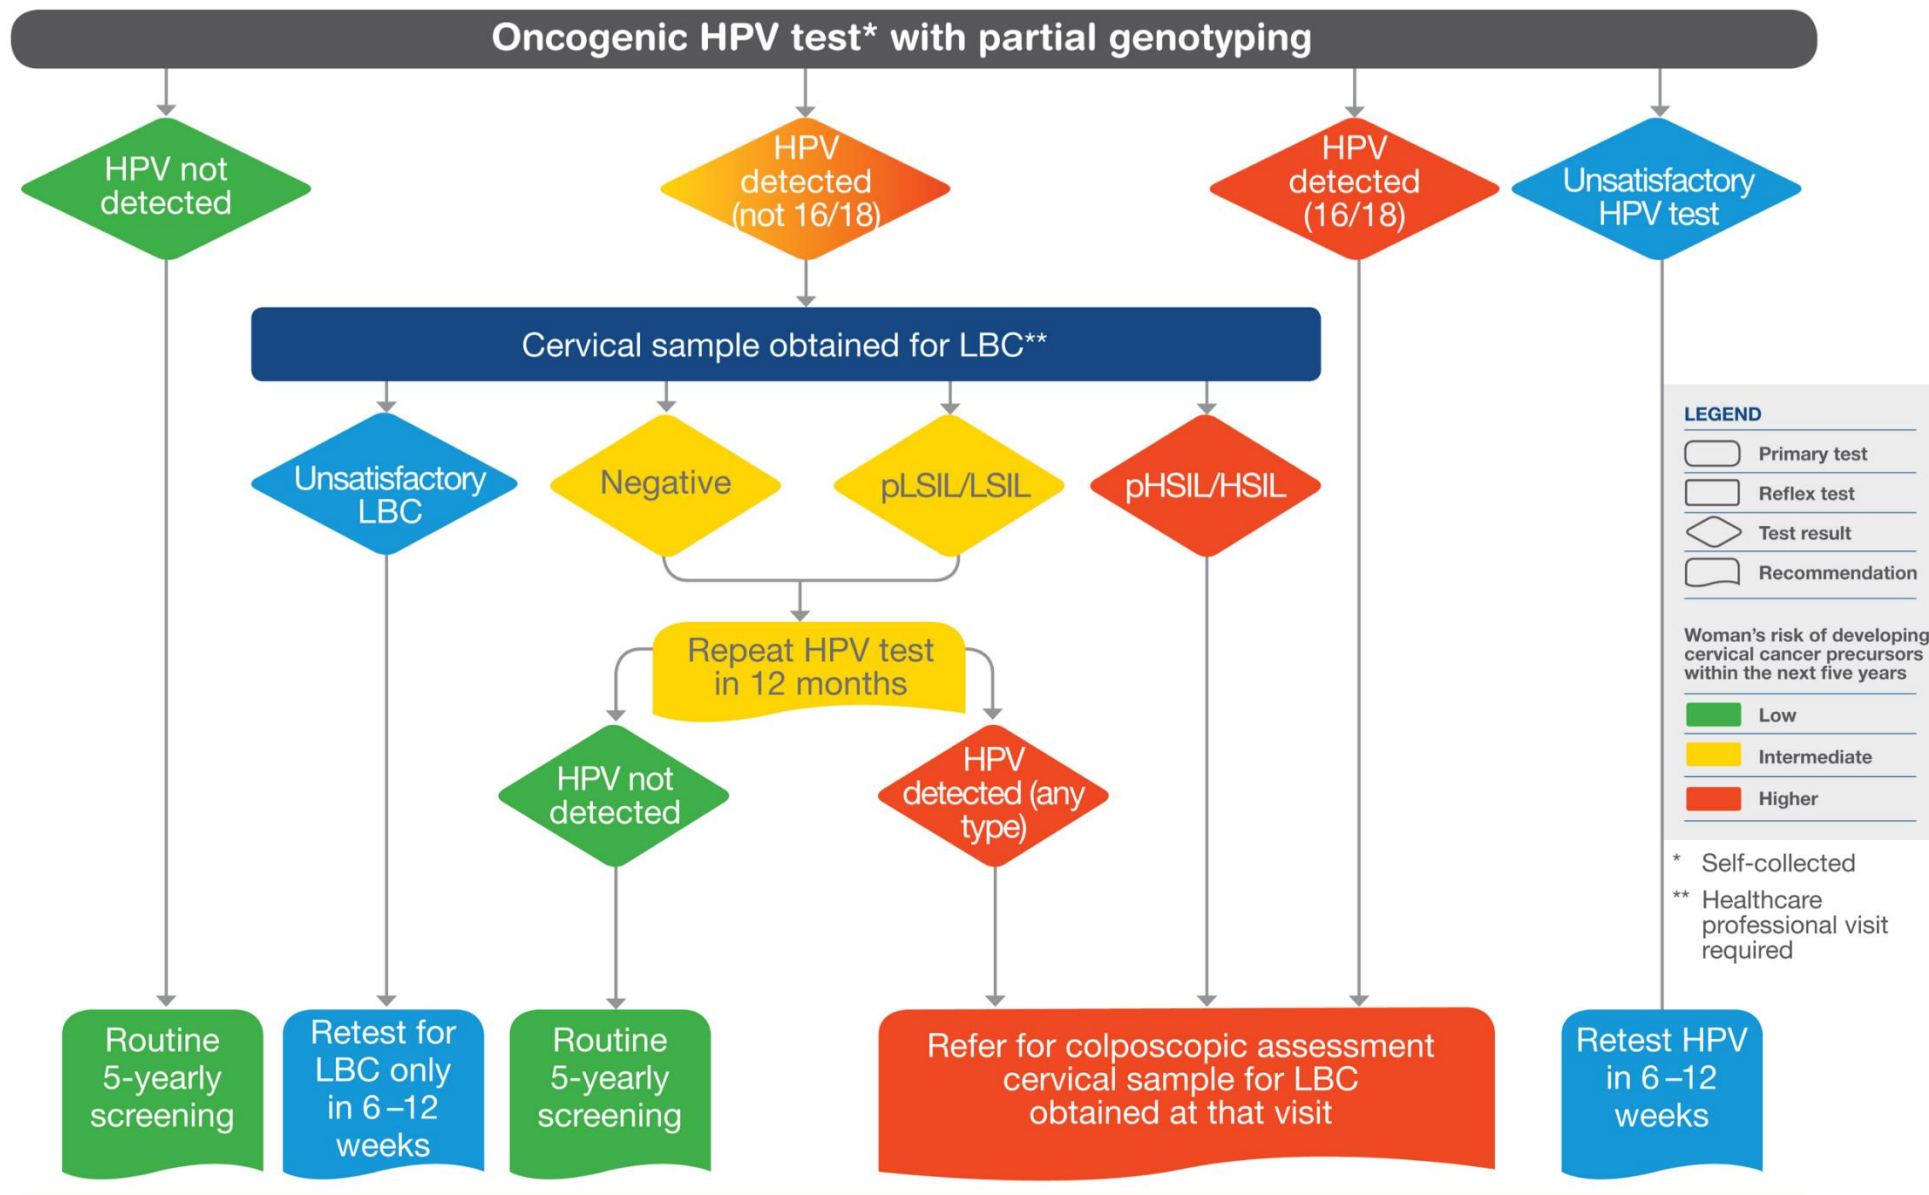 Oncogenic HPV test* with partial genotyping
HPV not
detected
HPV
detected
(not 16/18)
HPV
detected
(16/18)
Unsatisfactory
HPV test
Cervical sample obtained for LBC**
Unsatisfactory
LBC
Negative
pLSIL/LSIL
pHSIL/HSIL
Repeat HPV test
in 12 months
HPV not
detected
HPV
detected (any
type)
Routine
5-yearly
screening
Retest for
LBC only
in 6–12
weeks
Routine
5-yearly
screening
Refer for colposcopic assessment
cervical sample for LBC
obtained at that visit
Retest HPV
in 6–12
weeks
LEGEND
Primary test
Reflex test
Test result
Recommendation
Woman's risk of developing
cervical cancer precursors
within the next five years
Low
Intermediate
Higher
* Self-collected
** Healthcare
professional visit
required